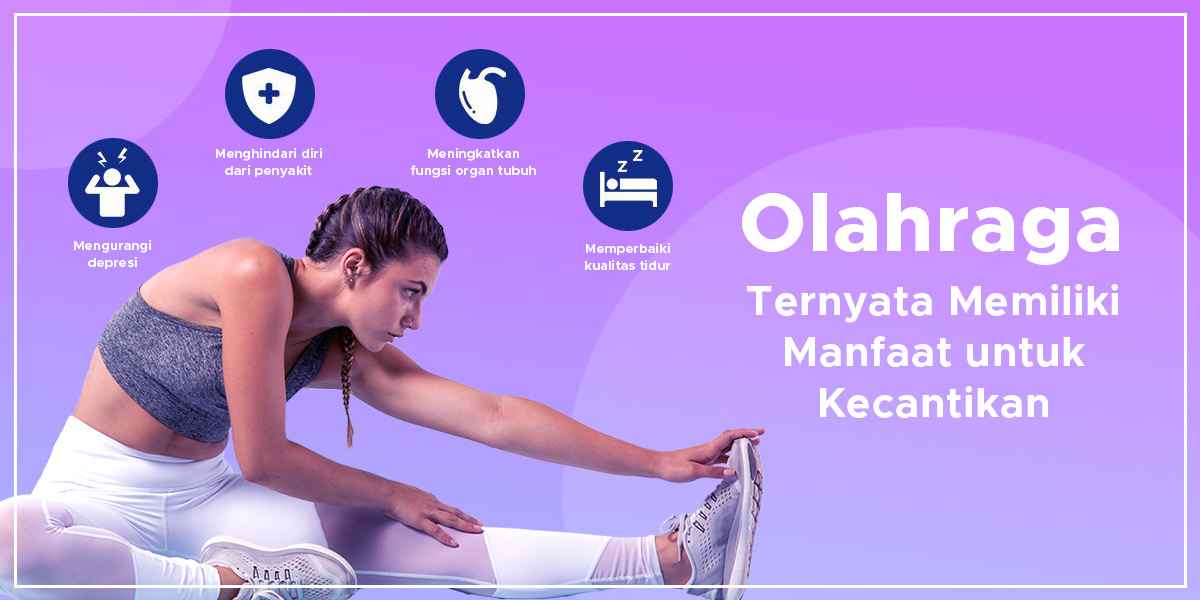 Menghindari diri
dari penyakit
Meningkatkan
fungsi organ tubuh
Mengurangi
depresi
Z
Z
Memperbaiki
kualitas tidur
Olahraga
Ternyata Memiliki
Manfaat untuk
Kecantikan